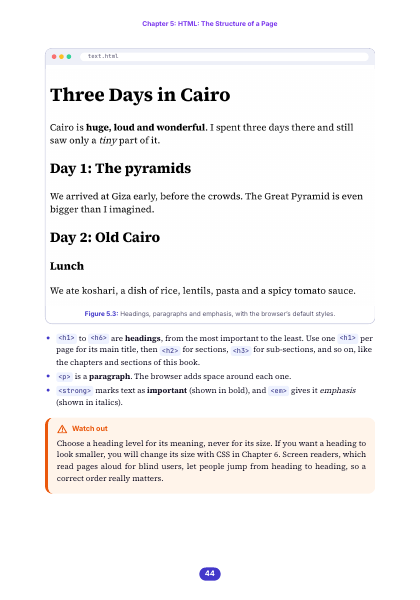 Chapter 5: HTML: The Structure of a Page
text.html
Three Days in Cairo
Cairo is huge, loud and wonderful. I spent three days there and still
saw only a tiny part of it.
Day 1: The pyramids
We arrived at Giza early, before the crowds. The Great Pyramid is even
bigger than I imagined.
Day 2: Old Cairo
Lunch
We ate koshari, a dish of rice, lentils, pasta and a spicy tomato sauce.
Figure 5.3: Headings, paragraphs and emphasis, with the browser's default styles.
• <h1> to <h6> are headings, from the most important to the least. Use one <h1> per
page for its main title, then <h2> for sections, <h3> for sub-sections, and so on, like
the chapters and sections of this book.
• <p> is a paragraph. The browser adds space around each one.
• <strong> marks text as important (shown in bold), and <em> gives it emphasis
(shown in italics).
Watch out
Choose a heading level for its meaning, never for its size. If you want a heading to
look smaller, you will change its size with CSS in Chapter 6. Screen readers, which
read pages aloud for blind users, let people jump from heading to heading, so a
correct order really matters.
44